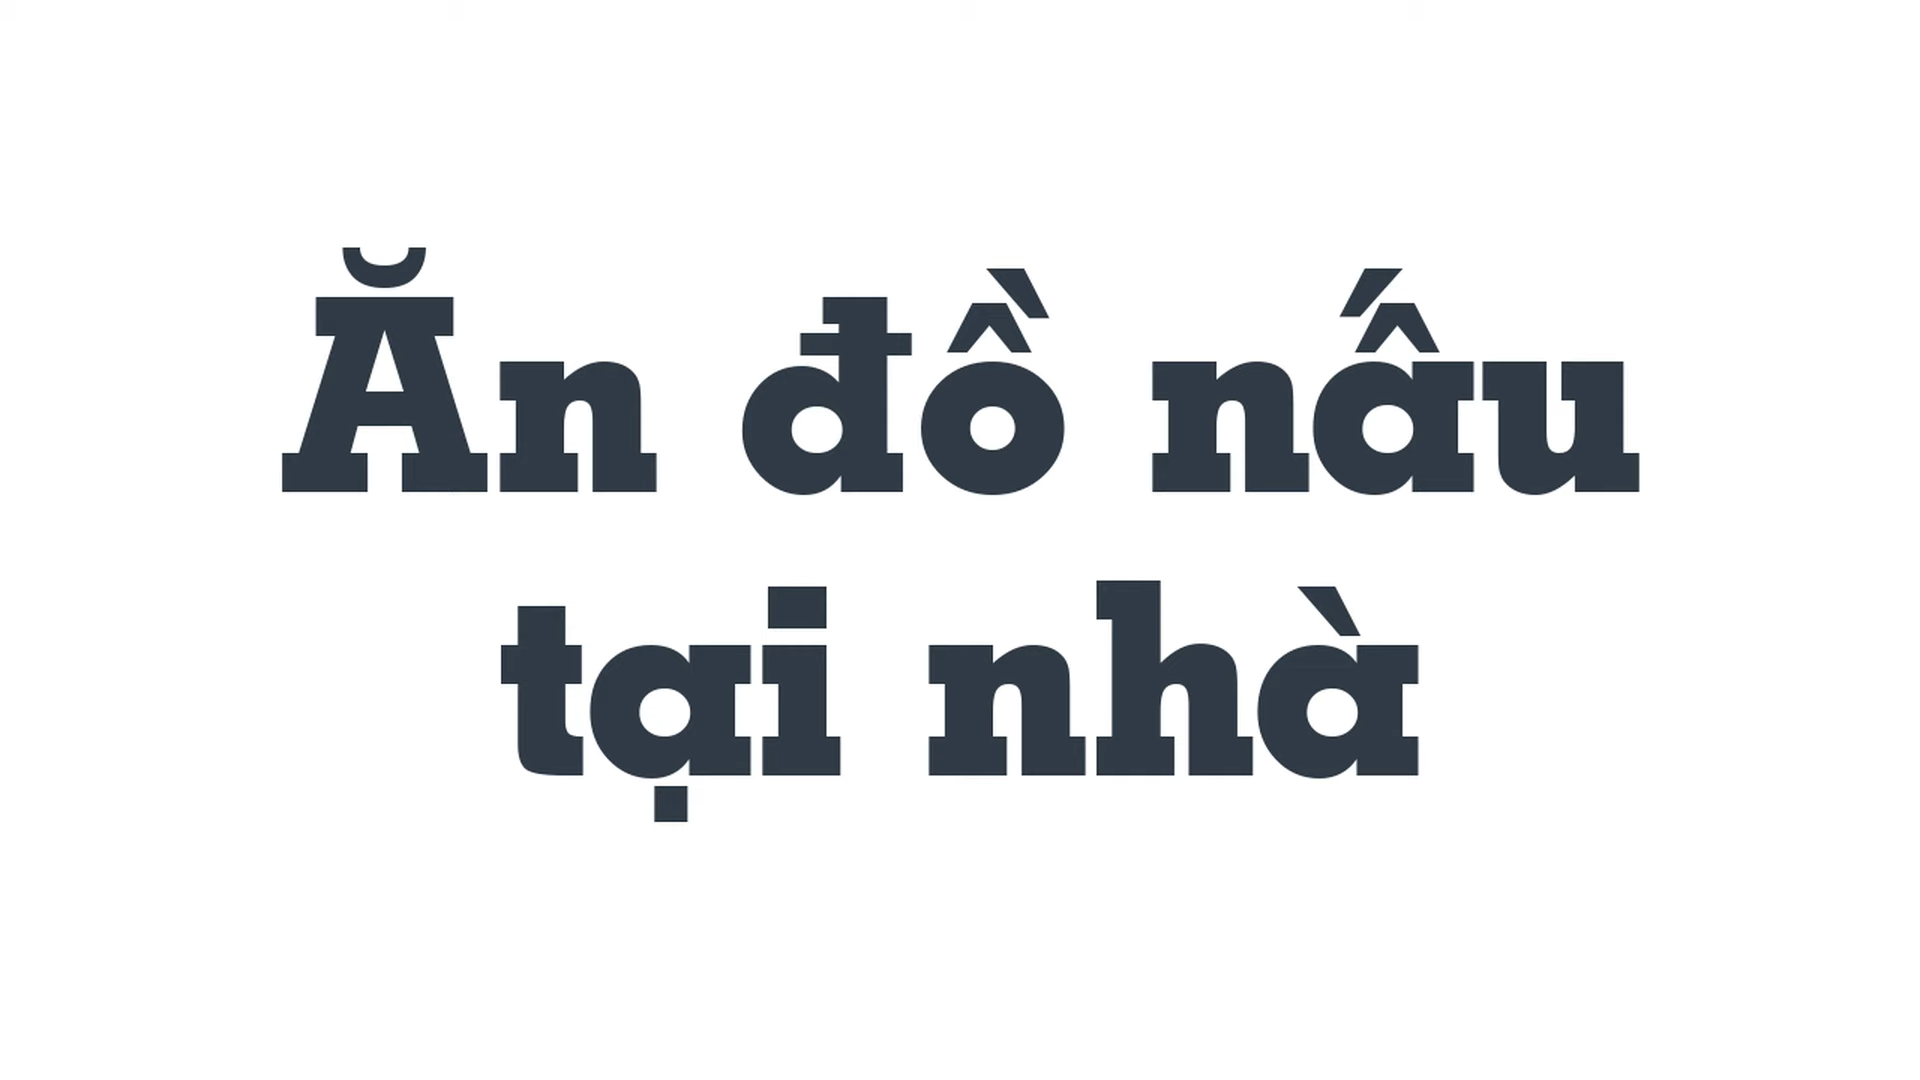 Ăn đồ nấu
tại nhà